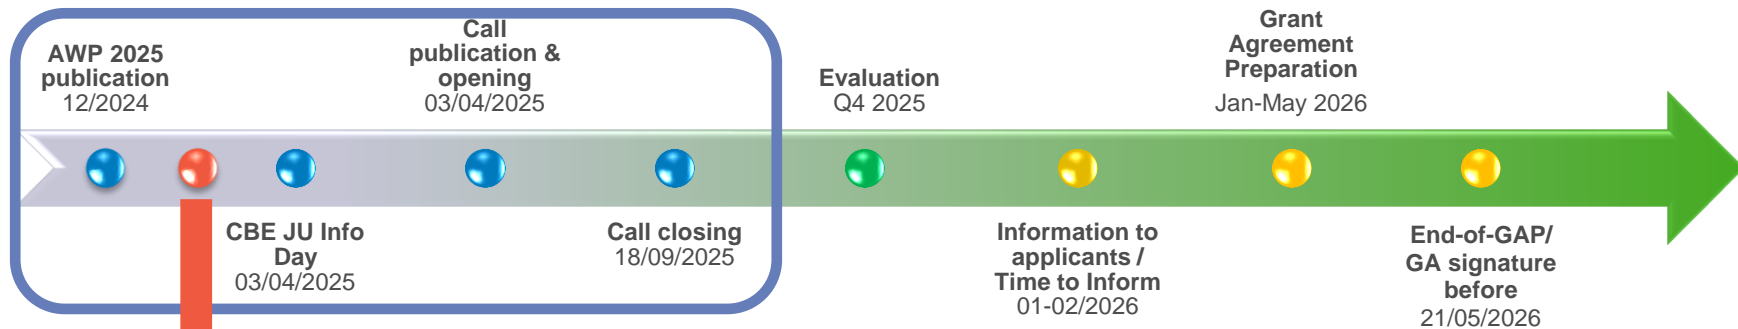 AWP 2025
publication
12/2024
Call
publication &
opening
03/04/2025
Evaluation
Q4 2025
Grant
Agreement
Preparation
Jan-May 2026
CBE JU Info
Day
03/04/2025
Call closing
18/09/2025
Information to
applicants /
Time to Inform
01-02/2026
End-of-GAP/
GA signature
before
21/05/2026